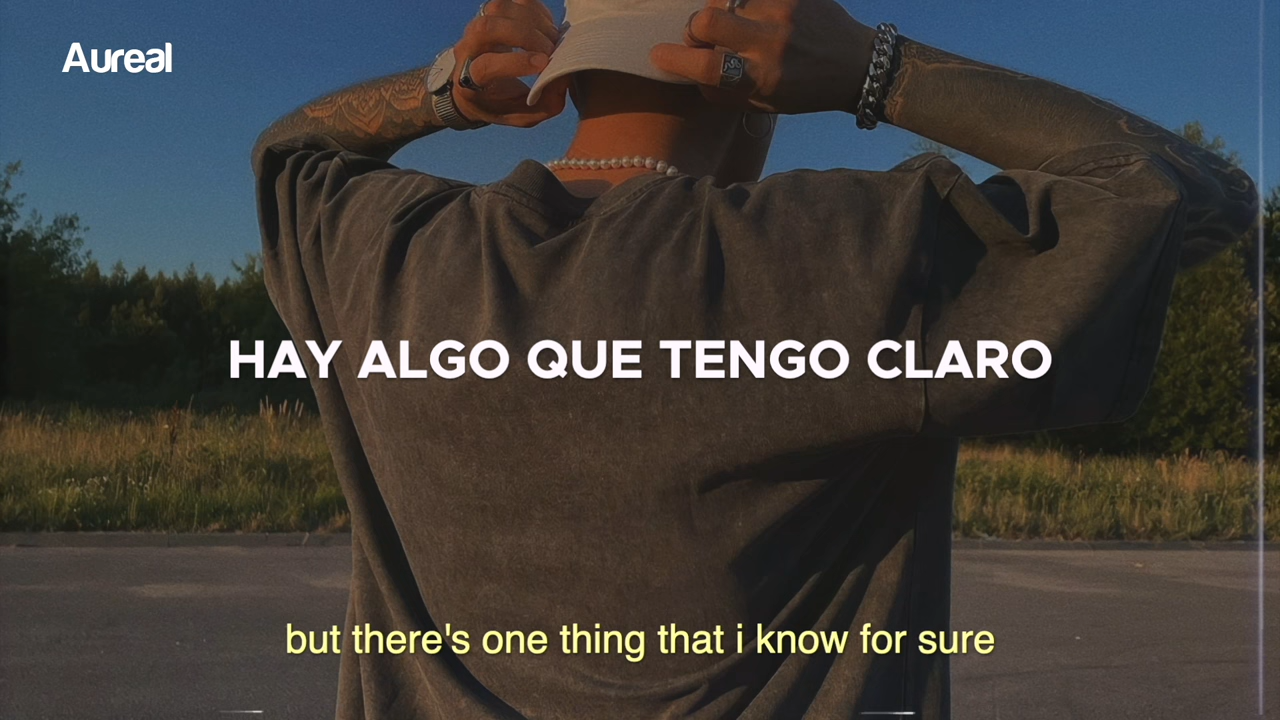 Aureal
HAY ALGO QUE TENGO CLARO
but there's one thing that i know for sure